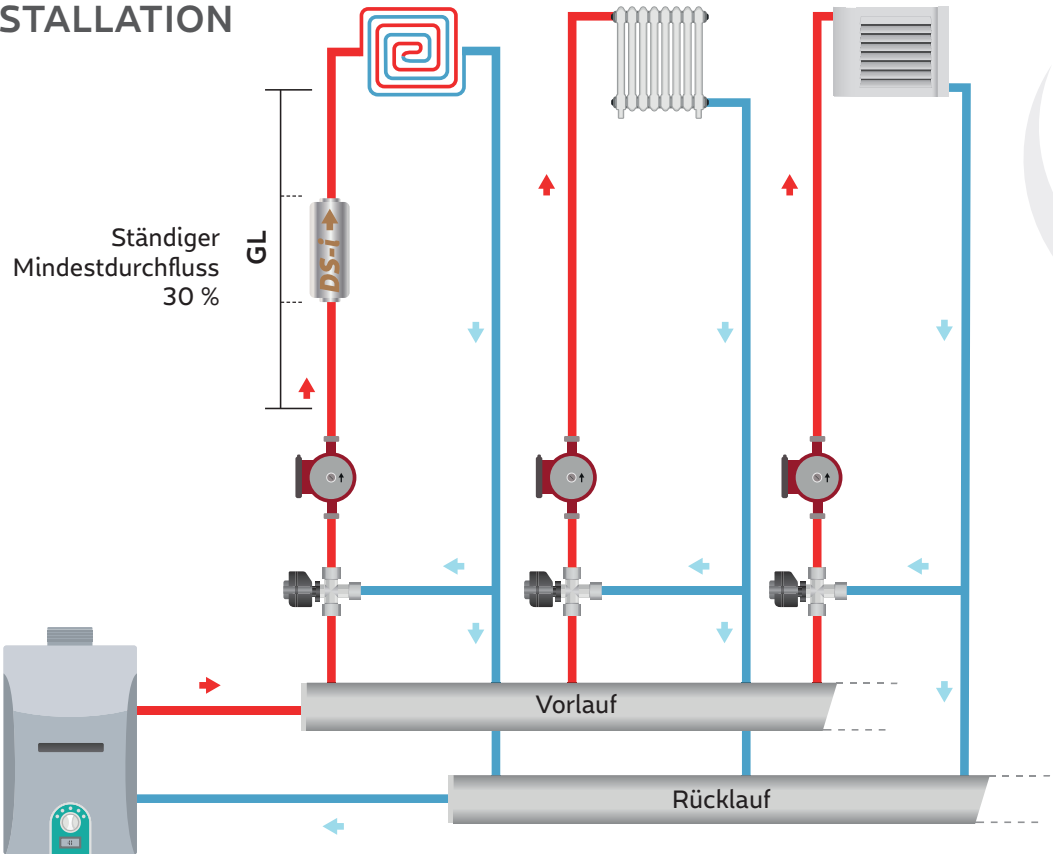 STALLATION
Ständiger
Mindestdurchfluss
30 %
GL
DS-i
Vorlauf
Rücklauf